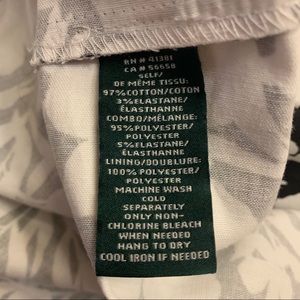 RN# 41381
CA# 56658
SELF/
DE MÊME TISSU:
97% COTTON/COTON
3% ELASTANE/
ÉLASTHANNE
COMBO/MÉLANGE:
95% POLYESTER/
POLYESTER
5% ELASTANE/
ÉLASTHANNE
LINING/DOUBLURE:
100% POLYESTER/
POLYESTER
MACHINE WASH
COLD
SEPARATELY
ONLY NON-
CHLORINE BLEACH
WHEN NEEDED
HANG TO DRY
COOL IRON IF NEEDED